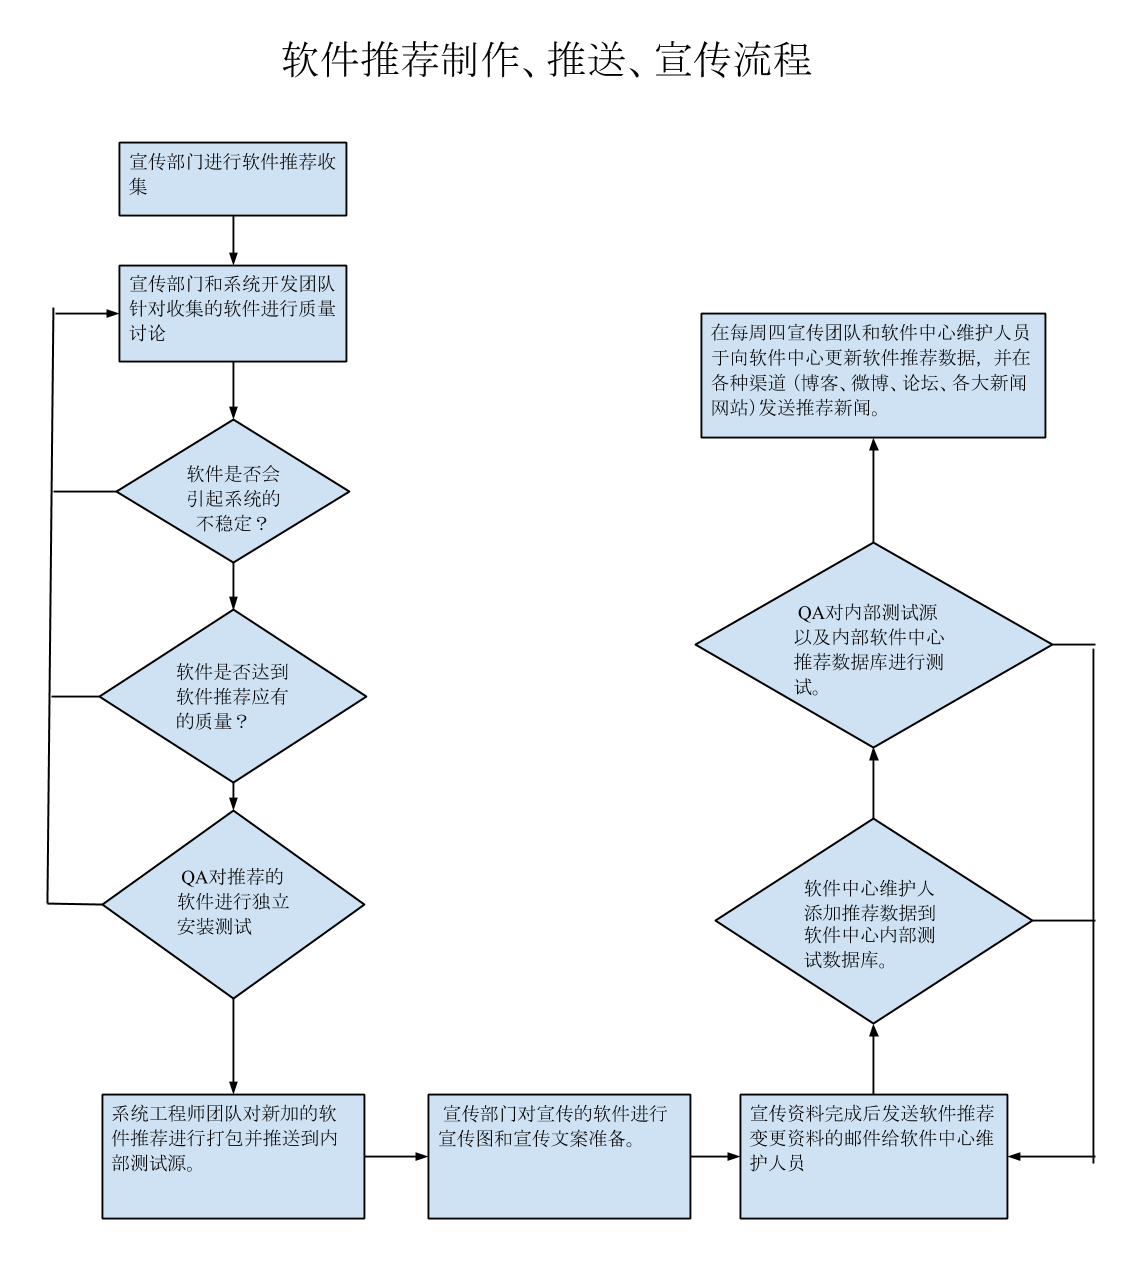 软件推荐制作、推送、宣传流程
宣传部门进行软件推荐收
集
宣传部门和系统开发团队
针对收集的软件进行质量
讨论
软件是否会
引起系统的
不稳定？
软件是否达到
软件推荐应有
的质量？
QA对推荐的
软件进行独立
安装测试
系统工程师团队对新加的软
件推荐进行打包并推送到内
部测试源。
宣传部门对宣传的软件进行
宣传图和宣传文案准备。
宣传资料完成后发送软件推荐
变更资料的邮件给软件中心维
护人员
软件中心维护人
添加推荐数据到
软件中心内部测
试数据库。
QA对内部测试源
以及内部软件中心
推荐数据库进行测
试。
在每周四宣传团队和软件中心维护人员
于向软件中心更新软件推荐数据，并在
各种渠道（博客、微博、论坛、各大新闻
网站）发送推荐新闻。